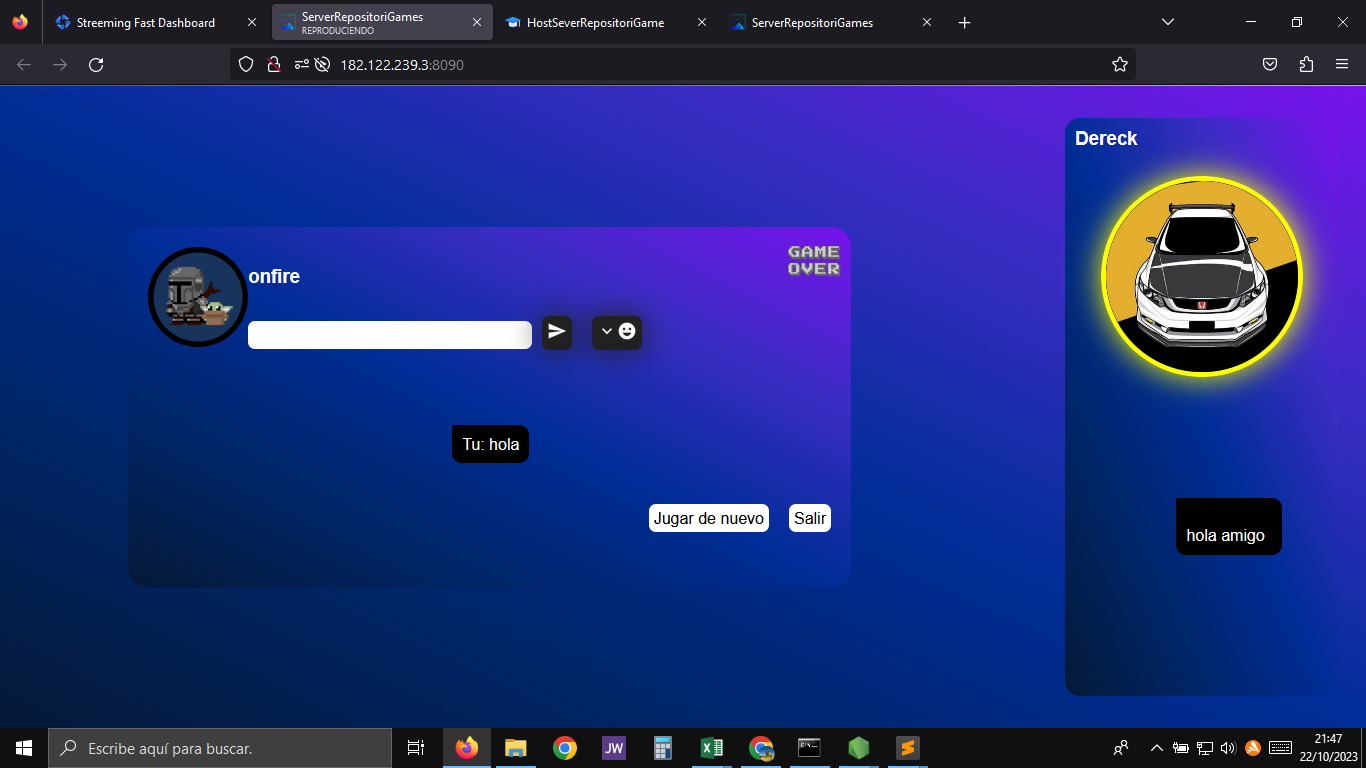 Streeming Fast Dashboard
ServerRepositoriGames
REPRODUCIENDO
HostSeverRepositoriGame
ServerRepositoriGames
182.122.239.3:8090
Dereck
onfire
GAME
OVER
Tu: hola
Jugar de nuevo
Salir
hola amigo
Escribe aquí para buscar.
JW
21:47
22/10/2023